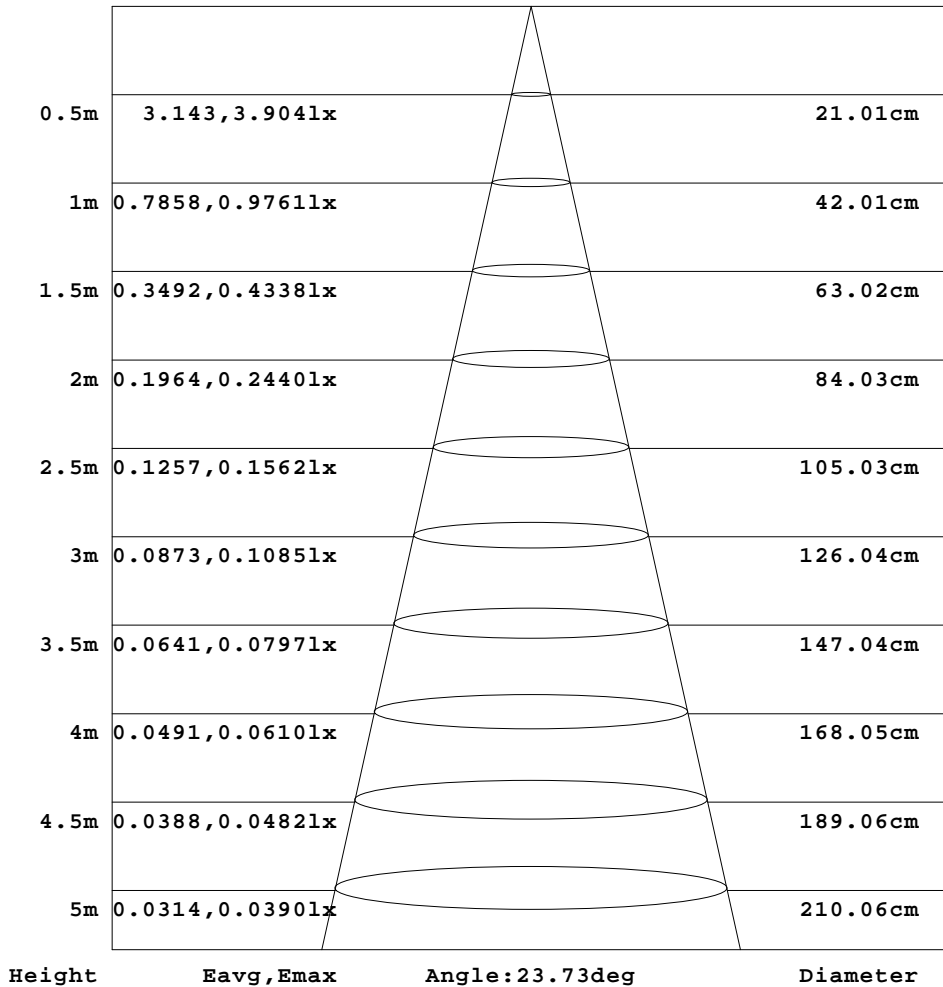 0.5m 3.143,3.904lx 21.01cm
1m 0.7858,0.9761lx 42.01cm
1.5m 0.3492,0.4338lx 63.02cm
2m 0.1964,0.2440lx 84.03cm
2.5m 0.1257,0.1562lx 105.03cm
3m 0.0873,0.1085lx 126.04cm
3.5m 0.0641,0.0797lx 147.04cm
4m 0.0491,0.0610lx 168.05cm
4.5m 0.0388,0.0482lx 189.06cm
5m 0.0314,0.0390lx 210.06cm
Height Eavg,Emax Angle:23.73deg Diameter